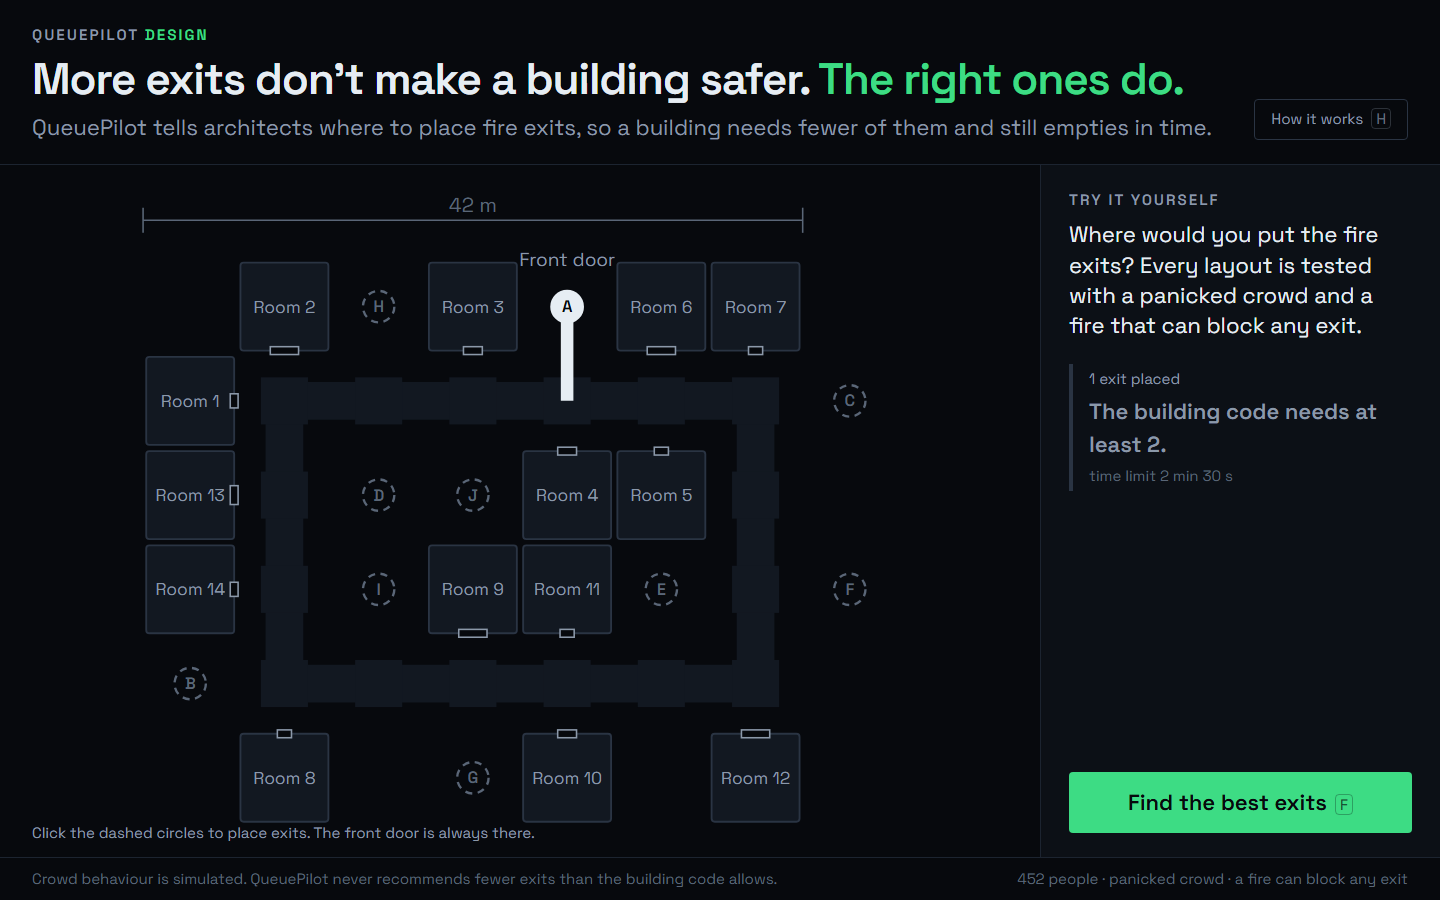 QUEUEPILOT DESIGN
More exits don't make a building safer. The right ones do.
QueuePilot tells architects where to place fire exits, so a building needs fewer of them and still empties in time.
How it works H
42 m
Front door
Room 2
H
Room 3
A
Room 6
Room 7
Room 1
C
Room 13
D
J
Room 4
Room 5
Room 14
I
Room 9
Room 11
E
F
B
Room 8
G
Room 10
Room 12
Click the dashed circles to place exits. The front door is always there.
TRY IT YOURSELF
Where would you put the fire
exits? Every layout is tested
with a panicked crowd and a
fire that can block any exit.
1 exit placed
The building code needs at
least 2.
time limit 2 min 30 s
Find the best exits F
Crowd behaviour is simulated. QueuePilot never recommends fewer exits than the building code allows.
452 people · panicked crowd · a fire can block any exit